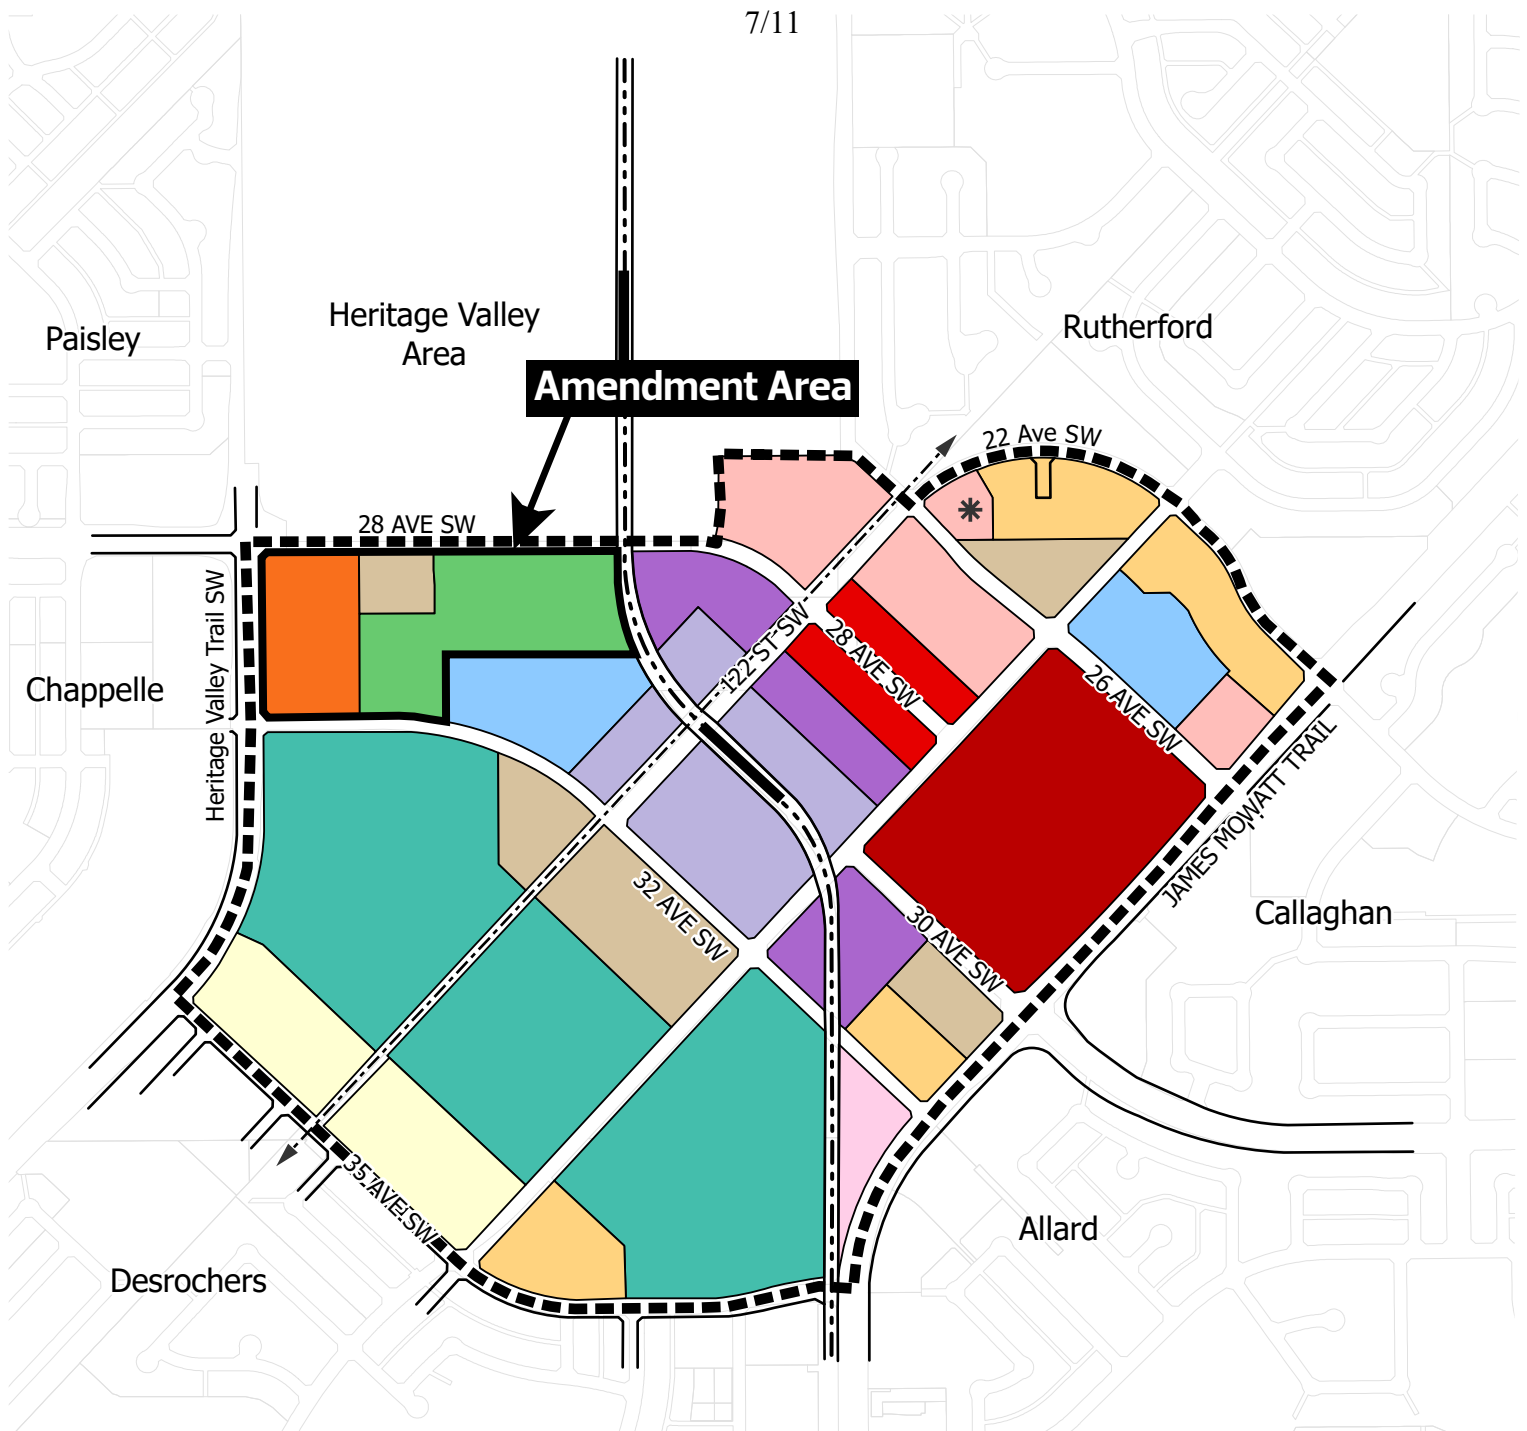 7/11
Heritage Valley
Area
Paisley
Rutherford
Amendment Area
22 Ave SW
28 AVE SW
Heritage Valley Trail SW
122 ST SW
28 AVE SW
26 AVE SW
Chappelle
JAMES MOWATT TRAIL
32 AVE SW
30 AVE SW
Callaghan
35 AVE SW
Allard
Desrochers